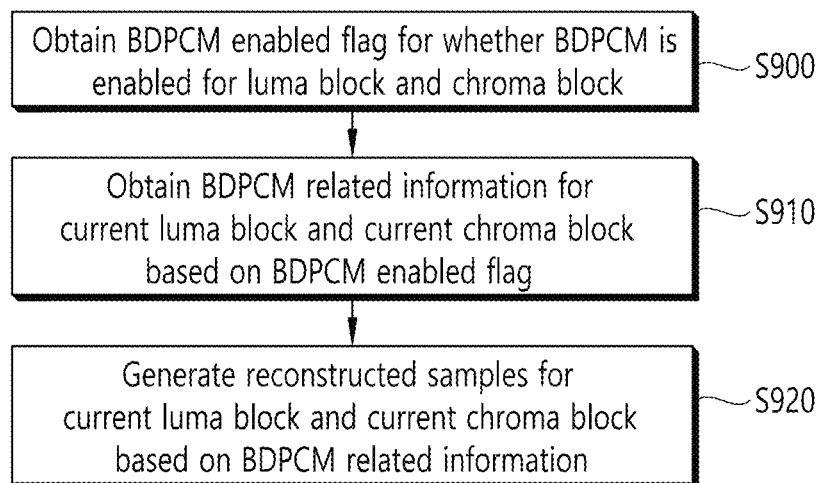 Obtain BDPCM enabled flag for whether BDPCM is
enabled for luma block and chroma block
S900
Obtain BDPCM related information for
current luma block and current chroma block
based on BDPCM enabled flag
S910
Generate reconstructed samples for
current luma block and current chroma block
based on BDPCM related information
S920